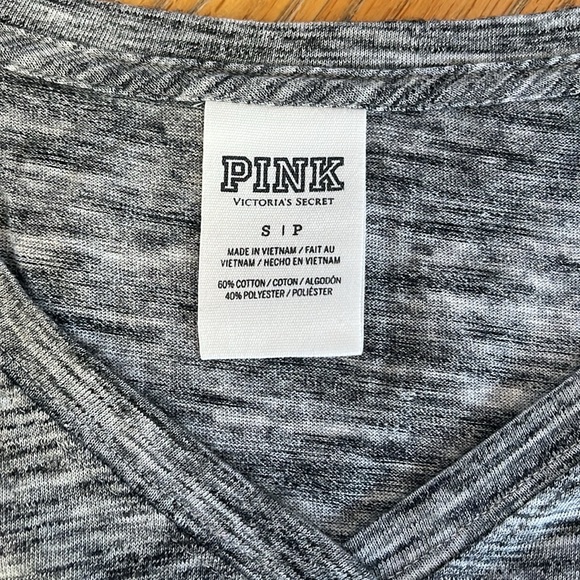 PINK
VICTORIA'S SECRET
S | P
MADE IN VIETNAM / FAIT AU
VIETNAM / HECHO EN VIETNAM
60% COTTON / COTON / ALGODÓN
40% POLYESTER / POLIÉSTER